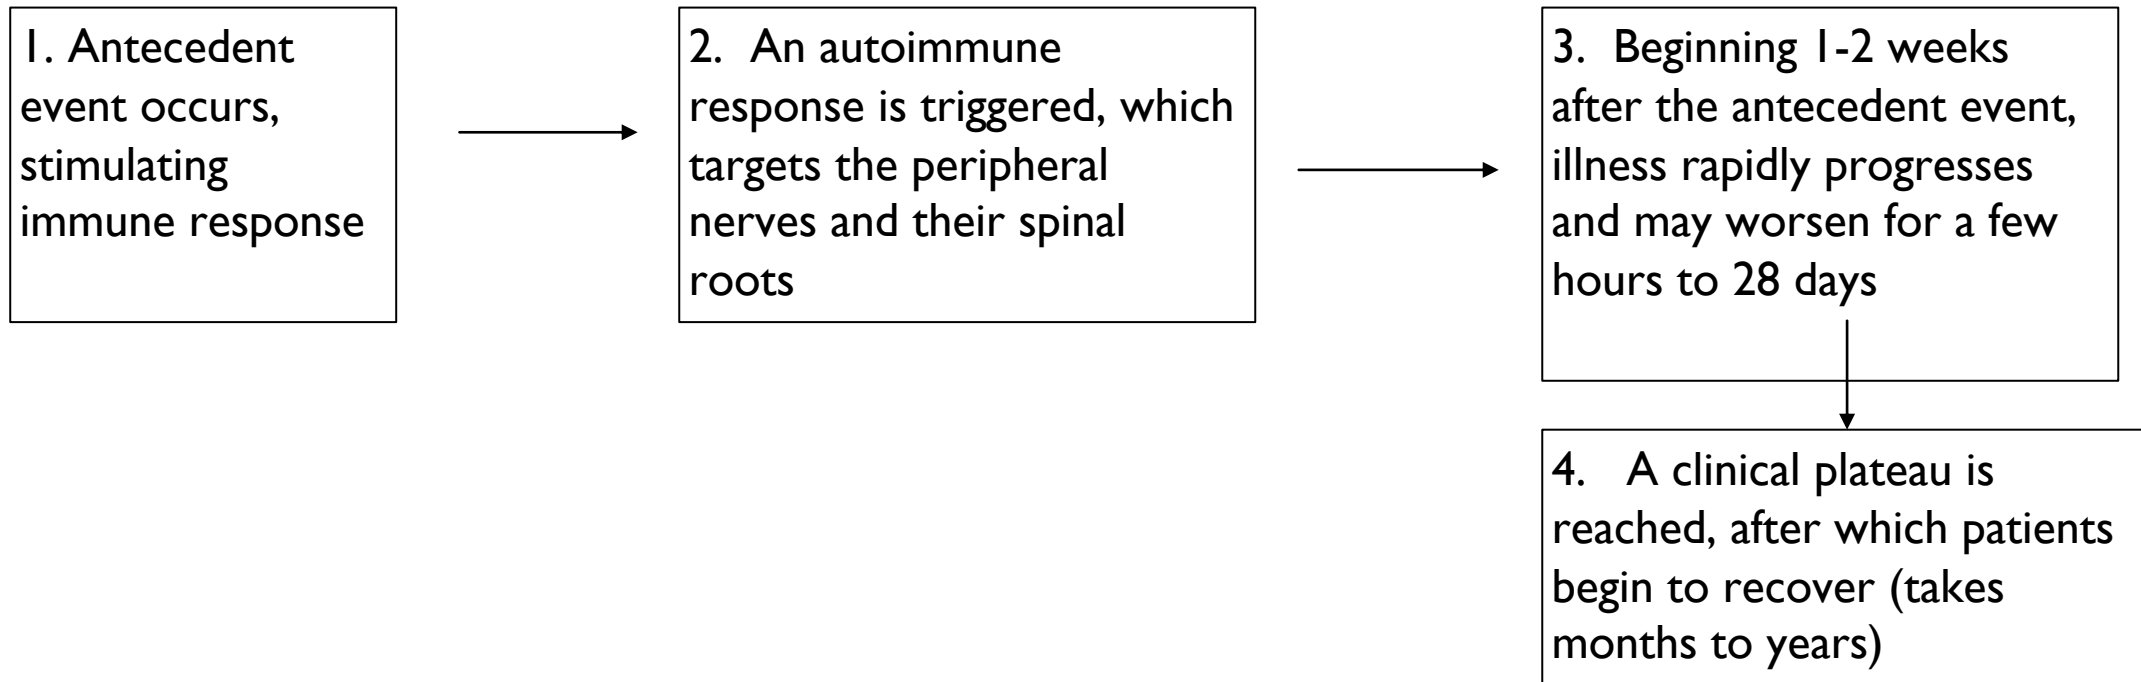 1. Antecedent
event occurs,
stimulating
immune response
2. An autoimmune
response is triggered, which
targets the peripheral
nerves and their spinal
roots
3. Beginning 1-2 weeks
after the antecedent event,
illness rapidly progresses
and may worsen for a few
hours to 28 days
4. A clinical plateau is
reached, after which patients
begin to recover (takes
months to years)